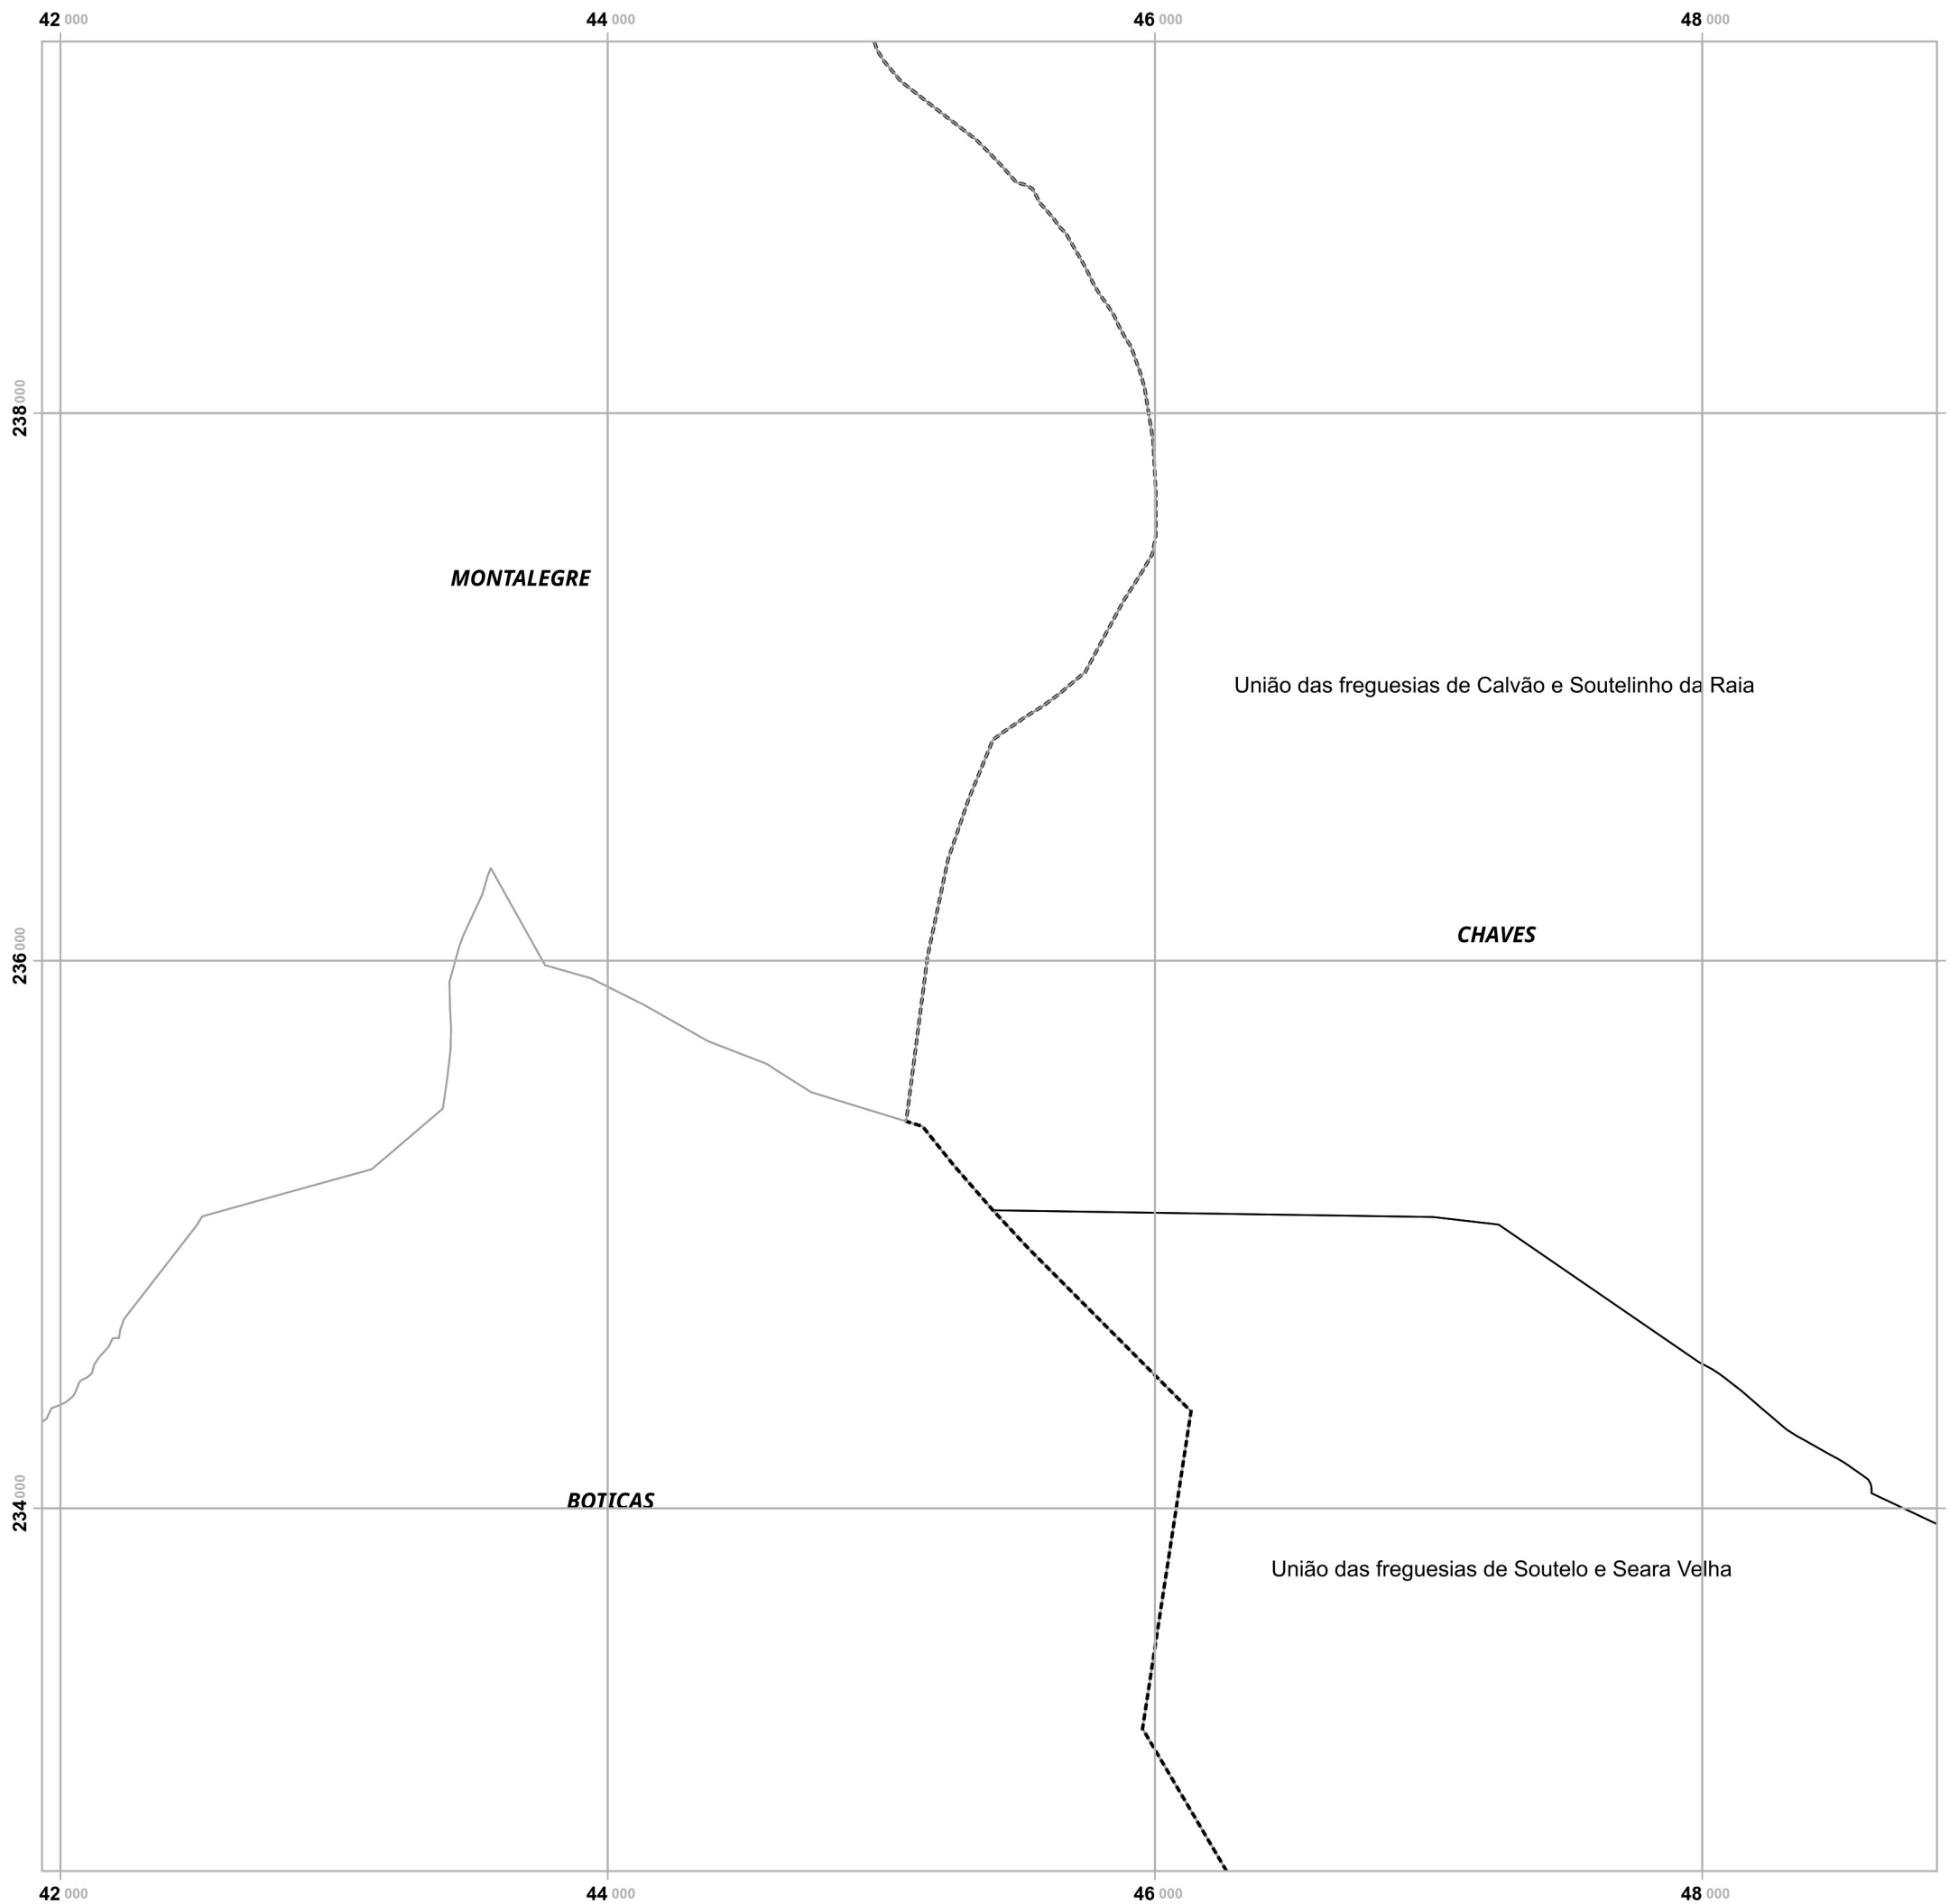 42 000 44 000 46 000 48 000
238 000
MONTALEGRE
União das freguesias de Calvão e Soutelinho da Raia
CHAVES
236 000
BOTICAS
234 000
União das freguesias de Soutelo e Seara Velha
42 000 44 000 46 000 48 000